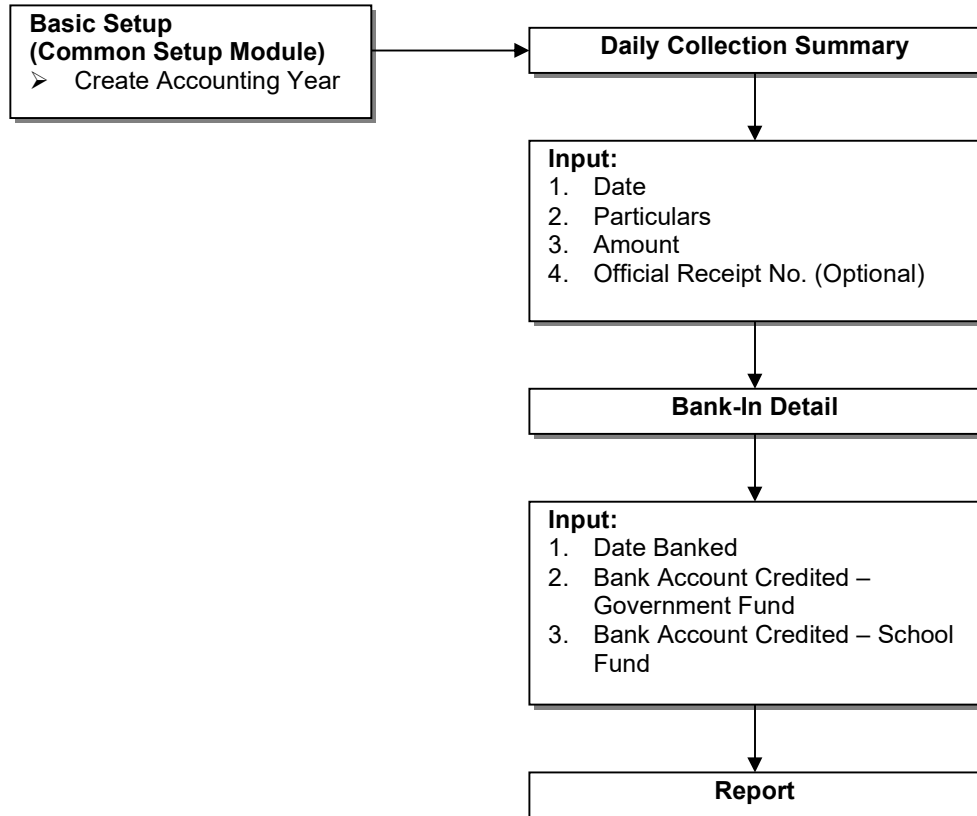 Basic Setup
(Common Setup Module)
➢ Create Accounting Year
Daily Collection Summary
Input:
1. Date
2. Particulars
3. Amount
4. Official Receipt No. (Optional)
Bank-In Detail
Input:
1. Date Banked
2. Bank Account Credited –
Government Fund
3. Bank Account Credited – School
Fund
Report